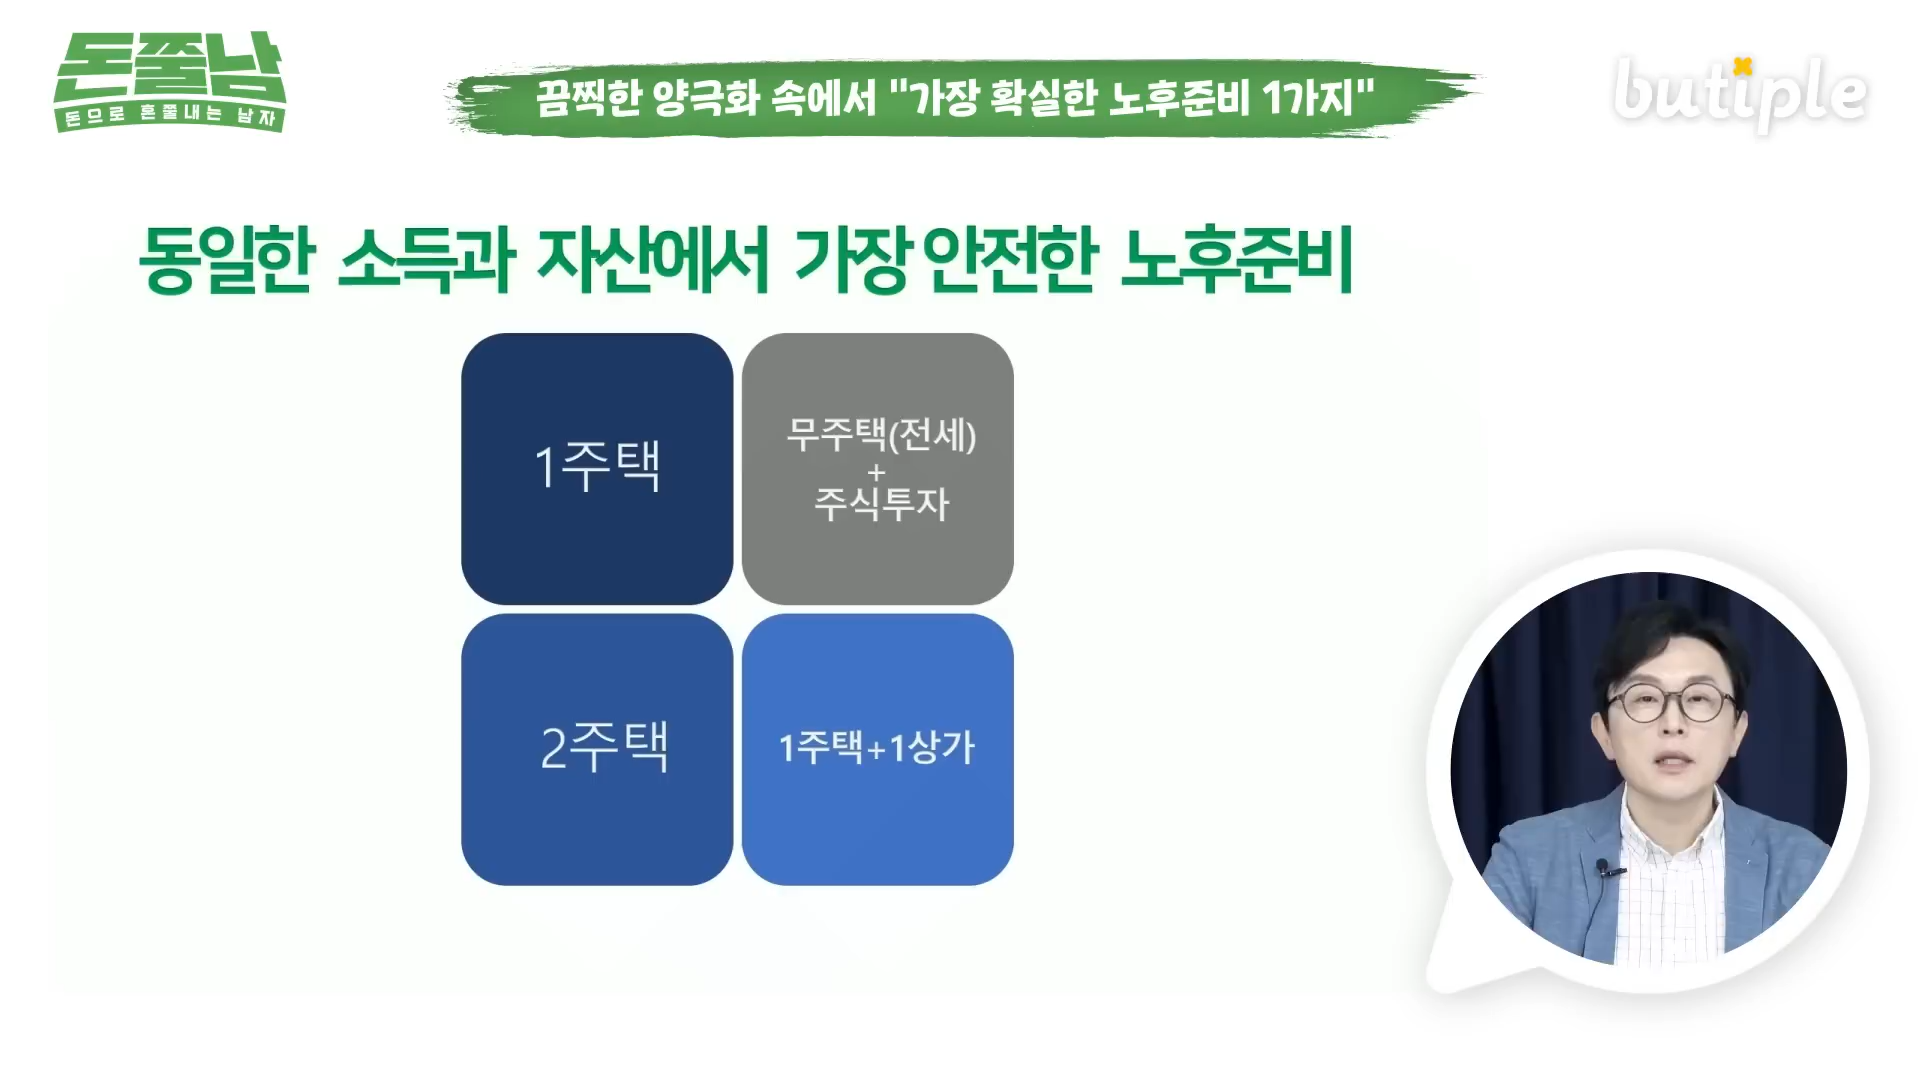 돈쭐남
돈므로 혼쭐내는 남자
끔찍한 양극화 속에서 "가장 확실한 노후준비 1가지"
butiple
동일한 소득과 자산에서 가장 안전한 노후준비
1주택
무주택(전세)
+
주식투자
2주택
1주택+1상가